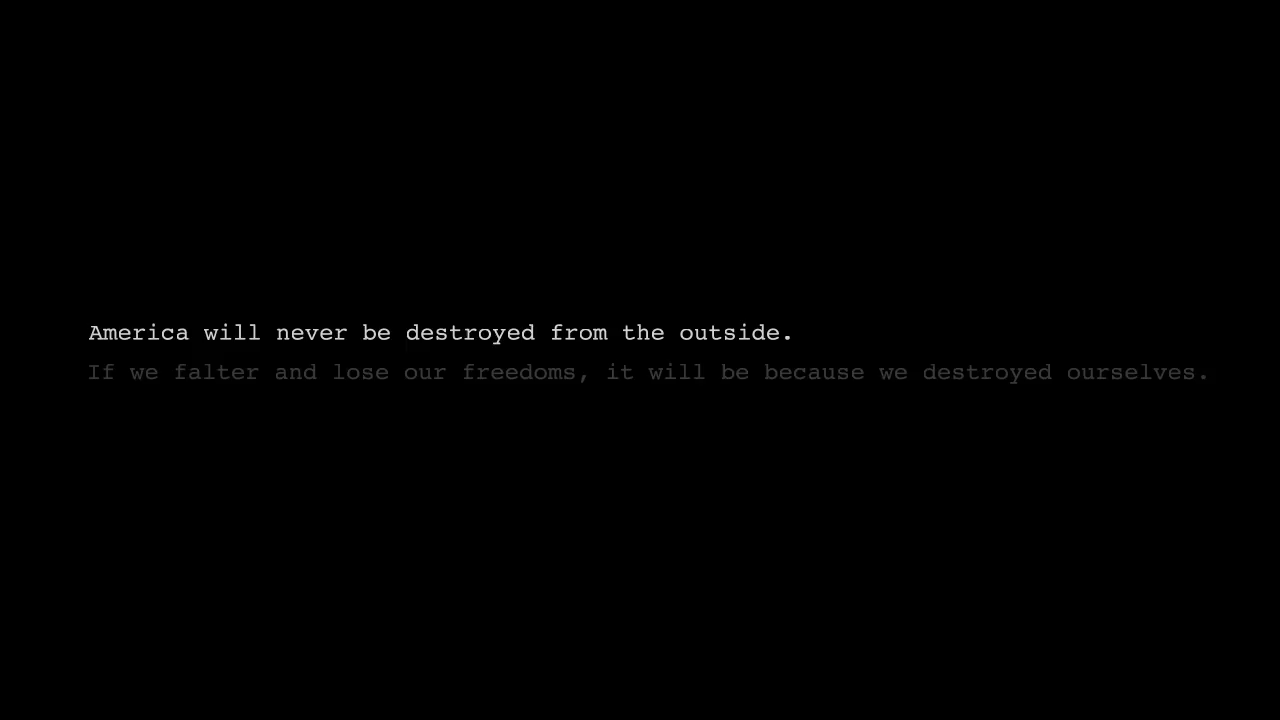 America will never be destroyed from the outside.
If we falter and lose our freedoms, it will be because we destroyed ourselves.